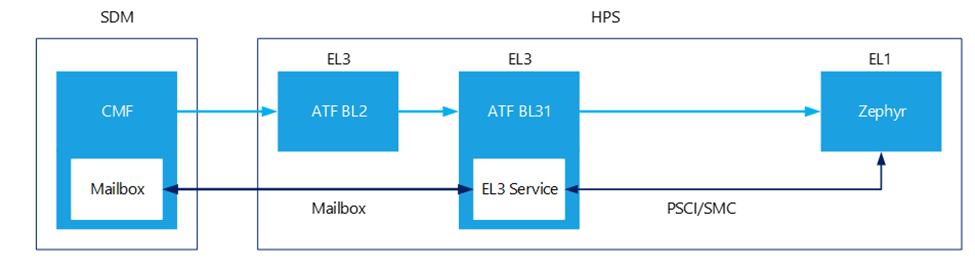 SDM
HPS
EL3
EL3
EL1
CMF
ATF BL2
ATF BL31
Zephyr
Mailbox
EL3 Service
Mailbox
PSCI/SMC